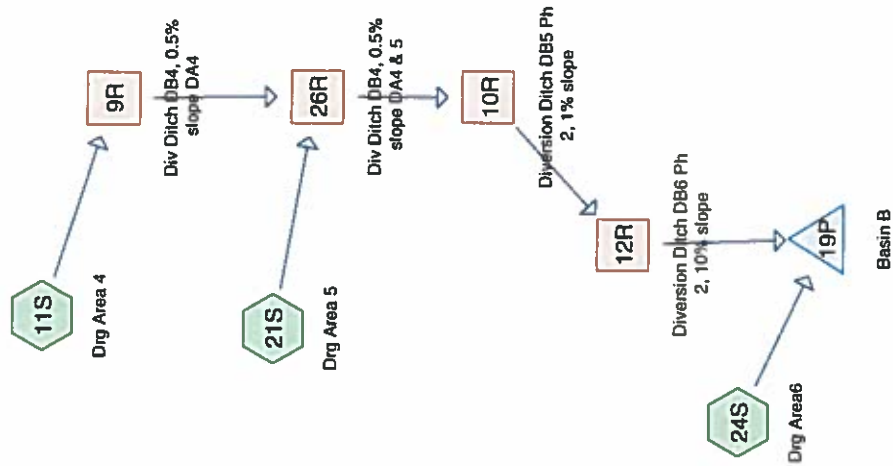 11S
Drg Area 4
9R
Div Ditch DB4, 0.5%
slope DA4
21S
Drg Area 5
26R
Div Ditch DB4, 0.5%
slope DA4 & 5
10R
Diversion Ditch DB5 Ph
2, 1% slope
12R
Diversion Ditch DB6 Ph
2, 10% slope
24S
Drg Area6
19P
Basin B